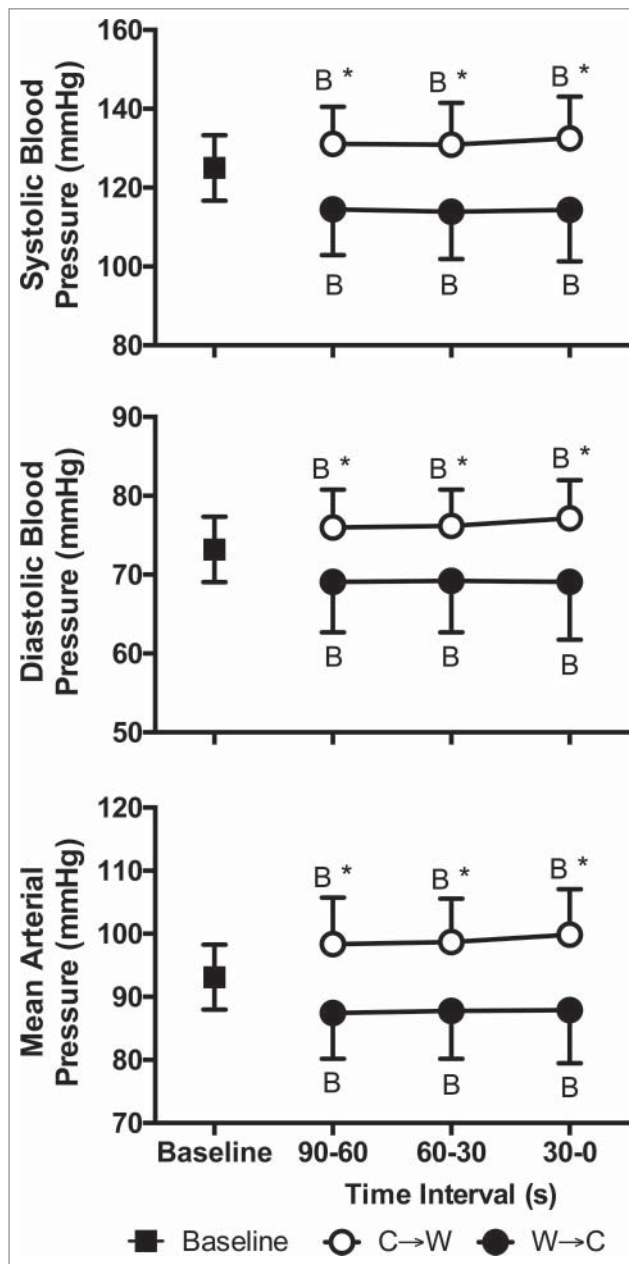 Systolic Blood
Pressure (mmHg)
160
140
120
100
80
B *
B *
B *
B
B
B
Diastolic Blood
Pressure (mmHg)
90
80
70
60
50
B *
B *
B *
B
B
B
Mean Arterial
Pressure (mmHg)
120
110
100
90
80
70
B *
B *
B *
B
B
B
Baseline 90-60 60-30 30-0
Time Interval (s)
Baseline C→W W→C